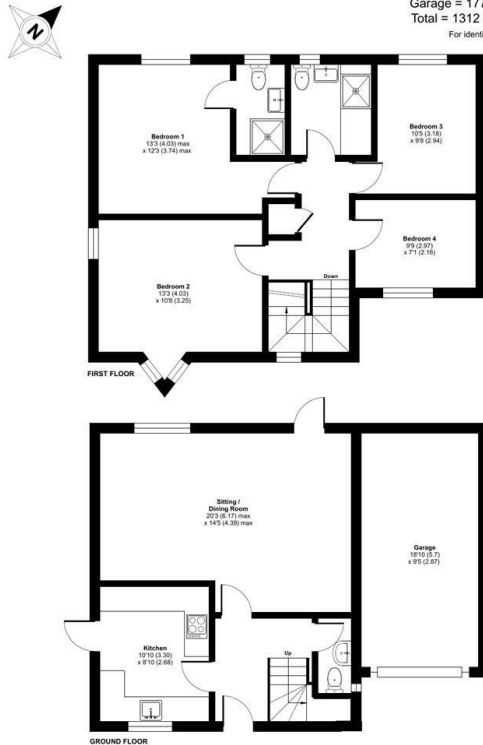 Garage = 177
Total = 1312
For identi
N
Bedroom 1
13'3 (4.03) max
x 12'3 (3.74) max
Bedroom 3
10'5 (3.18)
x 9'8 (2.94)
Bedroom 4
9'9 (2.97)
x 7'1 (2.16)
Bedroom 2
13'3 (4.03)
x 10'8 (3.25)
Down
FIRST FLOOR
Sitting /
Dining Room
20'3 (6.17) max
x 14'5 (4.39) max
Garage
18'10 (5.7)
x 9'5 (2.87)
Kitchen
10'10 (3.30)
x 8'10 (2.68)
Up
GROUND FLOOR